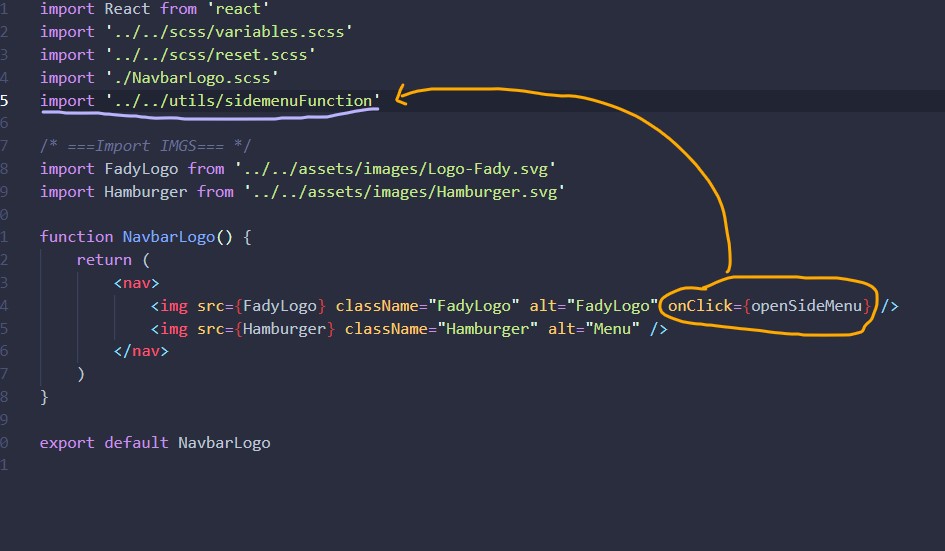 1 import React from 'react'
2 import '../../scss/variables.scss'
3 import '../../scss/reset.scss'
4 import './NavbarLogo.scss'
5 import '../../utils/sidemenuFunction'
6
7 /* ===Import IMGS=== */
8 import FadyLogo from '../../assets/images/Logo-Fady.svg'
9 import Hamburger from '../../assets/images/Hamburger.svg'
0
1 function NavbarLogo() {
2 return (
3 <nav>
4 <img src={FadyLogo} className="FadyLogo" alt="FadyLogo" onClick={openSideMenu} />
5 <img src={Hamburger} className="Hamburger" alt="Menu" />
6 </nav>
7 )
8 }
9
0 export default NavbarLogo
1